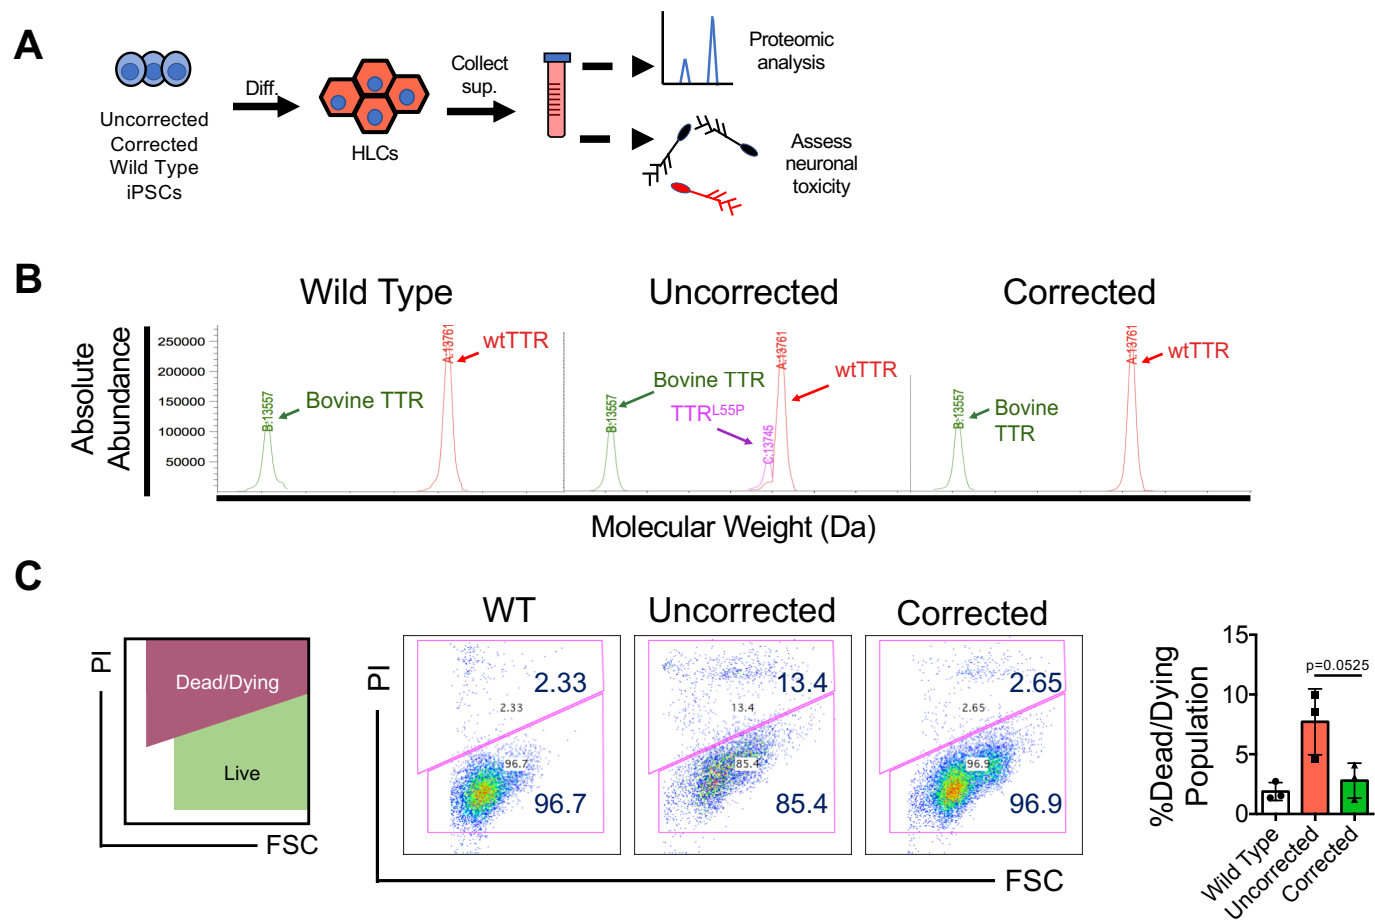 A
Uncorrected
Corrected
Wild Type
iPSCs
Diff.
HLCs
Collect
sup.
Proteomic
analysis
Assess
neuronal
toxicity
B
Wild Type
Uncorrected
Corrected
Absolute
Abundance
250000
200000
150000
100000
50000
B:13557
Bovine TTR
A:13761
wtTTR
B:13557
Bovine TTR
TTRL55P
C:13745
A:13761
wtTTR
B:13557
Bovine
TTR
A:13761
wtTTR
Molecular Weight (Da)
C
PI
Dead/Dying
Live
FSC
WT
Uncorrected
Corrected
PI
2.33
2.33
96.7
96.7
13.4
13.4
85.4
85.4
2.65
2.65
96.9
96.9
FSC
%Dead/Dying
Population
15
10
5
0
p=0.0525
Wild Type
Uncorrected
Corrected